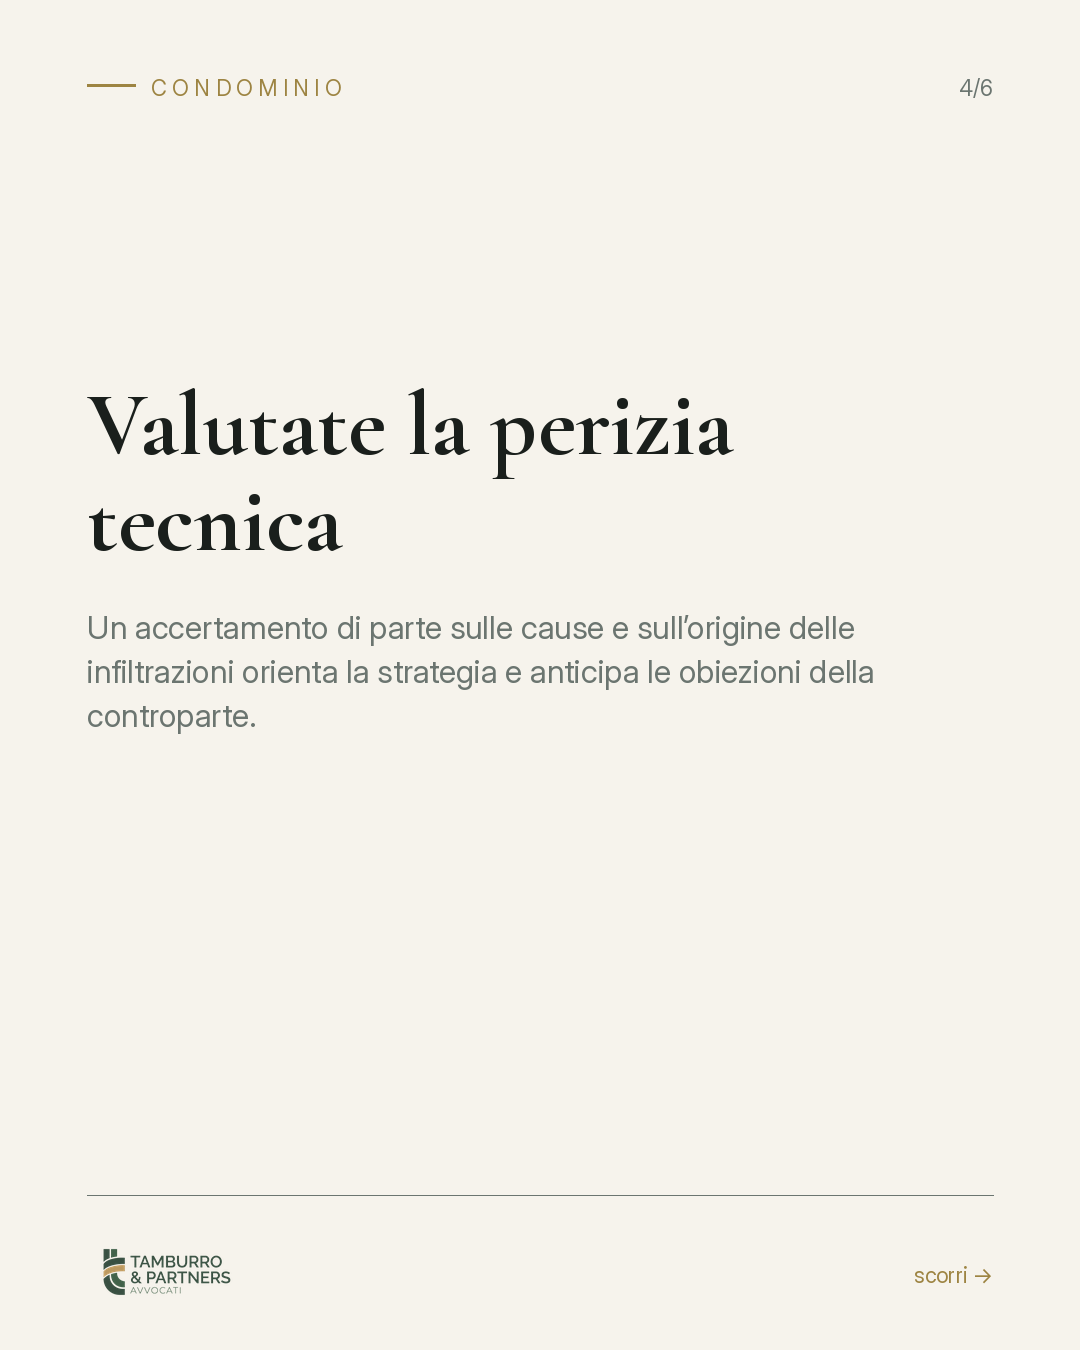 CONDOMINIO
4/6
Valutate la perizia
tecnica
Un accertamento di parte sulle cause e sull’origine delle
infiltrazioni orienta la strategia e anticipa le obiezioni della
controparte.
TAMBURRO
& PARTNERS
AVVOCATI
scorri →